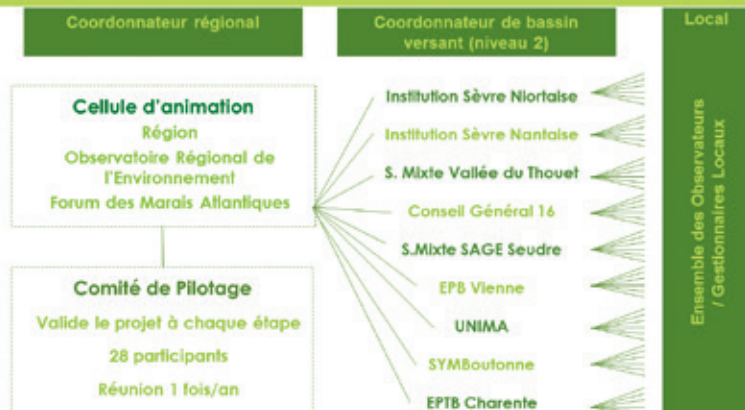 Coordonnateur régional
Coordonnateur de bassin
versant (niveau 2)
Local
Cellule d'animation
Région
Observatoire Régional de
l'Environnement
Forum des Marais Atlantiques
Comité de Pilotage
Valide le projet à chaque étape
28 participants
Réunion 1 fois/an
Institution Sèvre Niortaise
Institution Sèvre Nantaise
S. Mixte Vallée du Thouet
Conseil Général 16
S.Mixte SAGE Seudre
EPB Vienne
UNIMA
SYMBoutonne
EPTB Charente
Ensemble des Observateurs
/ Gestionnaires Locaux